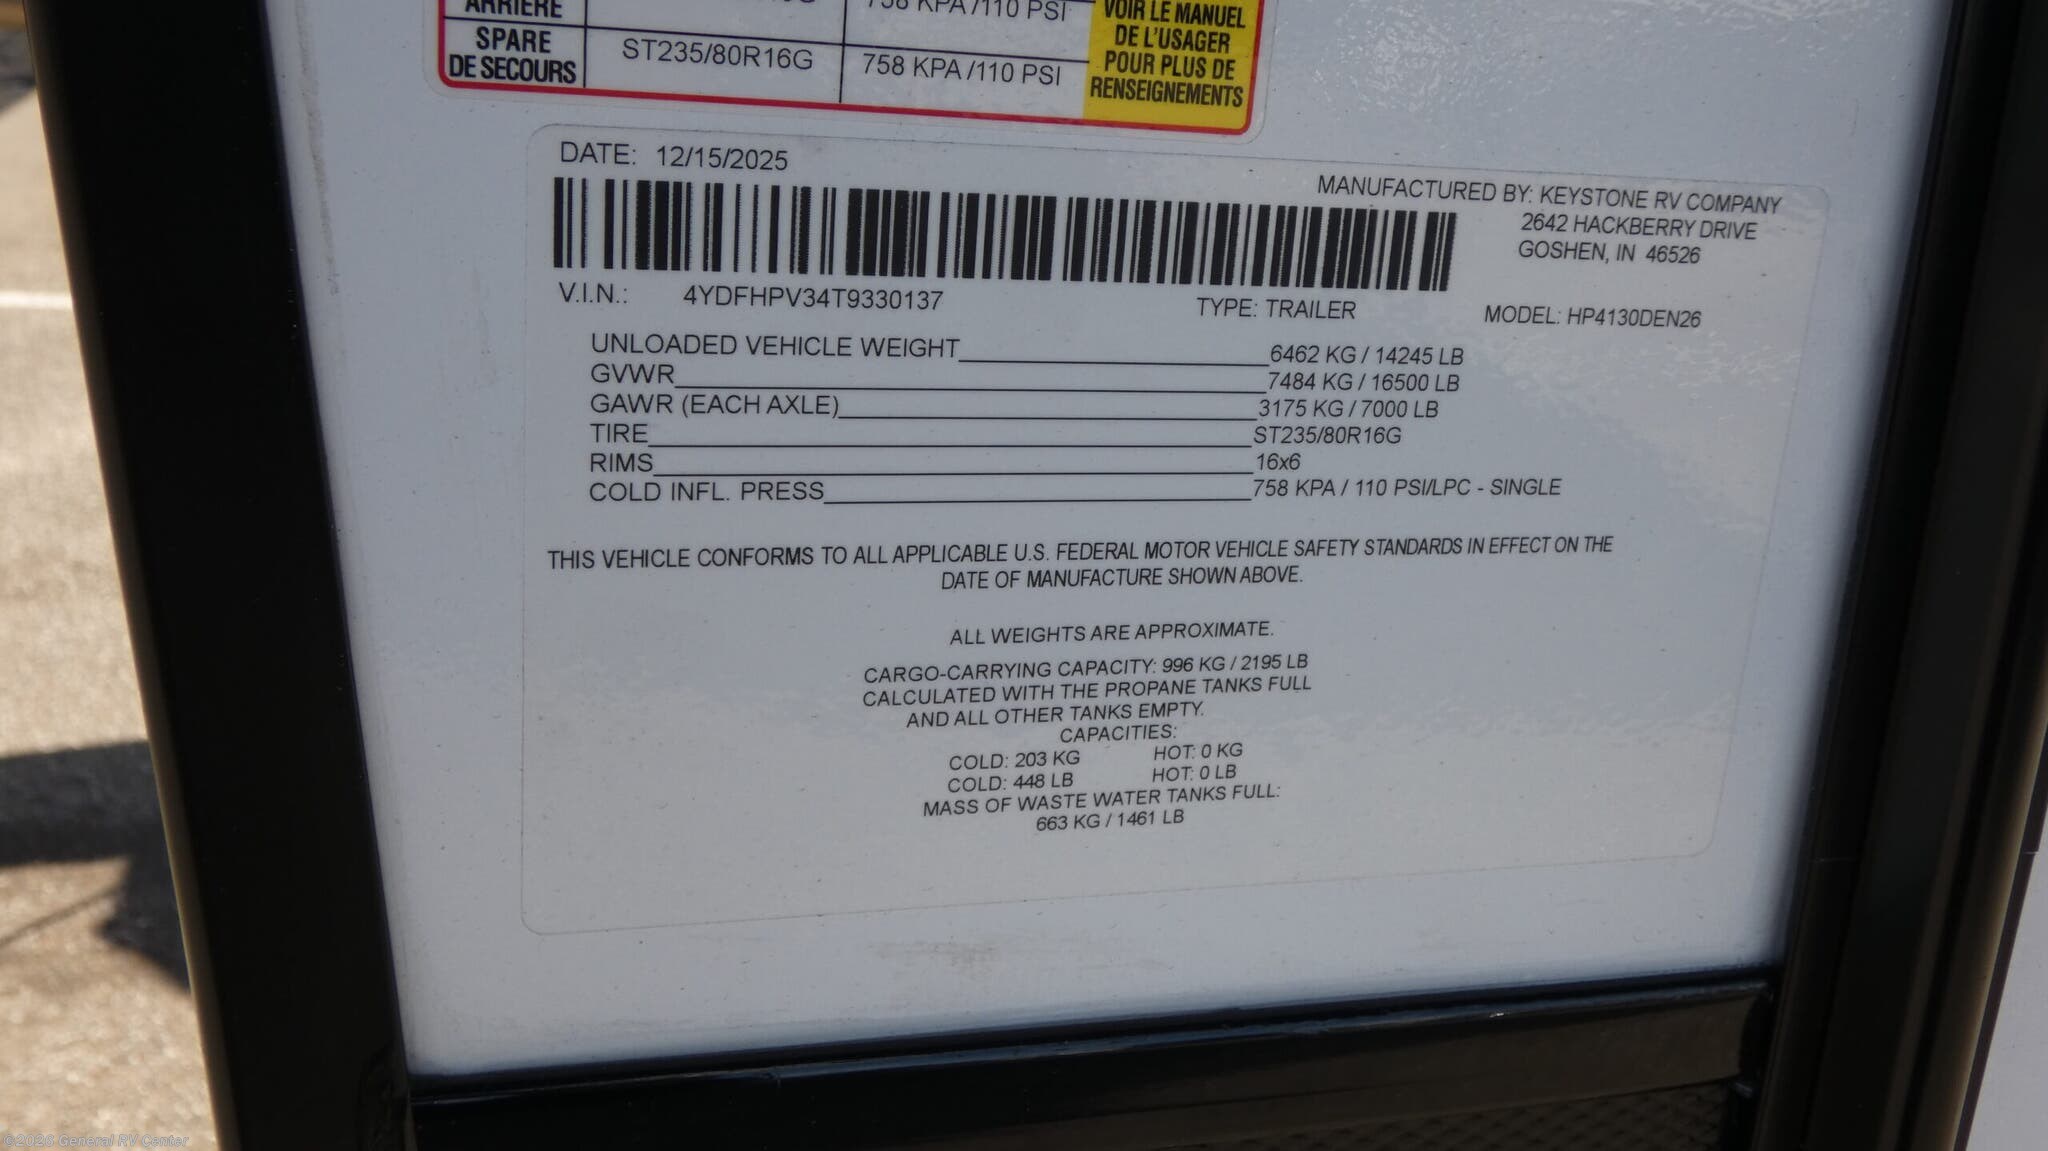 ARRIÈRE
758 KPA /110 PSI
SPARE
DE SECOURS
ST235/80R16G
758 KPA /110 PSI
VOIR LE MANUEL
DE L'USAGER
POUR PLUS DE
RENSEIGNEMENTS
DATE: 12/15/2025
MANUFACTURED BY: KEYSTONE RV COMPANY
2642 HACKBERRY DRIVE
GOSHEN, IN 46526
V.I.N.: 4YDFHPV34T9330137 TYPE: TRAILER MODEL: HP4130DEN26
UNLOADED VEHICLE WEIGHT 6462 KG / 14245 LB
GVWR 7484 KG / 16500 LB
GAWR (EACH AXLE) 3175 KG / 7000 LB
TIRE ST235/80R16G
RIMS 16x6
COLD INFL. PRESS 758 KPA / 110 PSI/LPC - SINGLE
THIS VEHICLE CONFORMS TO ALL APPLICABLE U.S. FEDERAL MOTOR VEHICLE SAFETY STANDARDS IN EFFECT ON THE
DATE OF MANUFACTURE SHOWN ABOVE.
ALL WEIGHTS ARE APPROXIMATE.
CARGO-CARRYING CAPACITY: 996 KG / 2195 LB
CALCULATED WITH THE PROPANE TANKS FULL
AND ALL OTHER TANKS EMPTY.
CAPACITIES:
COLD: 203 KG HOT: 0 KG
COLD: 448 LB HOT: 0 LB
MASS OF WASTE WATER TANKS FULL:
663 KG / 1461 LB
©2026 General RV Center